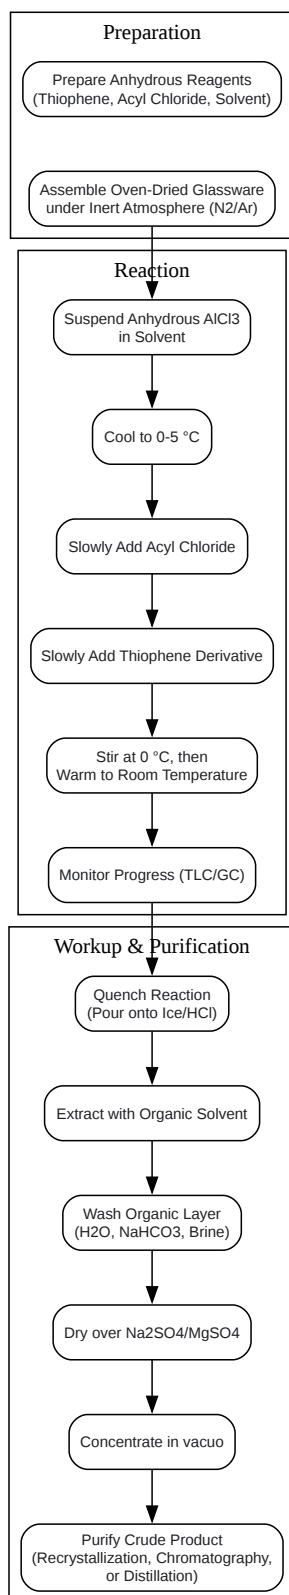 Preparation
Prepare Anhydrous Reagents
(Thiophene, Acyl Chloride, Solvent)
Assemble Oven-Dried Glassware
under Inert Atmosphere (N2/Ar)
Reaction
Suspend Anhydrous AlCl3
in Solvent
Cool to 0-5 °C
Slowly Add Acyl Chloride
Slowly Add Thiophene Derivative
Stir at 0 °C, then
Warm to Room Temperature
Monitor Progress (TLC/GC)
Workup & Purification
Quench Reaction
(Pour onto Ice/HCl)
Extract with Organic Solvent
Wash Organic Layer
(H2O, NaHCO3, Brine)
Dry over Na2SO4/MgSO4
Concentrate in vacuo
Purify Crude Product
(Recrystallization, Chromatography,
or Distillation)